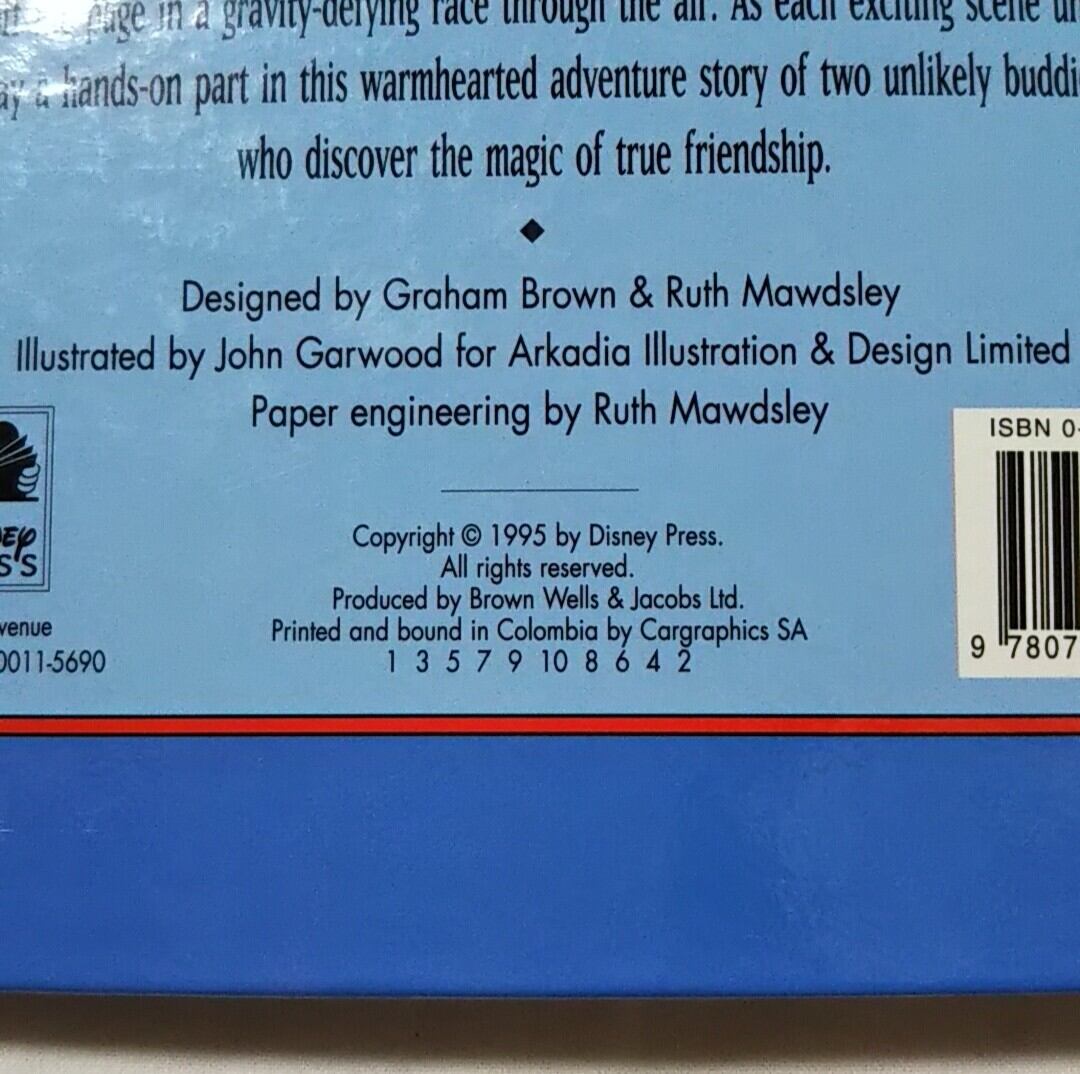 in a gravity-defying race through the air. As each exciting scene
a hands-on part in this warmhearted adventure story of two unlikely buddi
who discover the magic of true friendship.
Designed by Graham Brown & Ruth Mawdsley
Illustrated by John Garwood for Arkadia Illustration & Design Limited
Paper engineering by Ruth Mawdsley
ISBN 0-
Copyright © 1995 by Disney Press.
All rights reserved.
Produced by Brown Wells & Jacobs Ltd.
Printed and bound in Colombia by Cargraphics SA
1 3 5 7 9 10 8 6 4 2
venue
0011-5690
9 7807